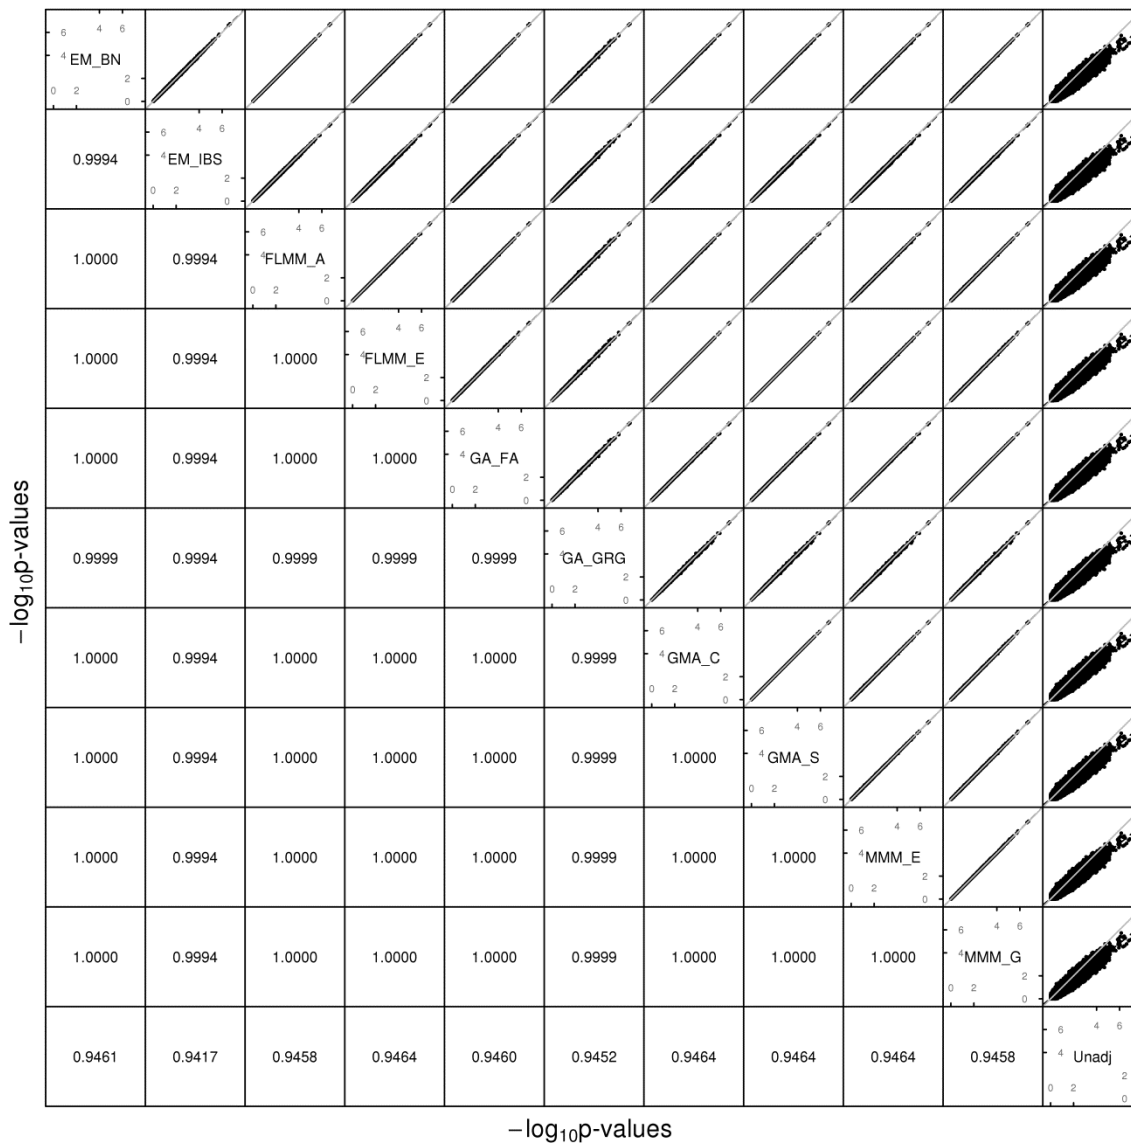 6 4 6
4 EM_BN
2
0 2 0
0.9994
6 4 6
4 EM_IBS
2
0 2 0
1.0000 0.9994
6 4 6
4 FLMM_A
2
0 2 0
1.0000 0.9994 1.0000
6 4 6
4 FLMM_E
2
0 2 0
1.0000 0.9994 1.0000 1.0000
6 4 6
4 GA_FA
2
0 2 0
0.9999 0.9994 0.9999 0.9999 0.9999
6 4 6
4 GA_GRG
2
0 2 0
1.0000 0.9994 1.0000 1.0000 1.0000 0.9999
6 4 6
4 GMA_C
2
0 2 0
1.0000 0.9994 1.0000 1.0000 1.0000 0.9999 1.0000
6 4 6
4 GMA_S
2
0 2 0
1.0000 0.9994 1.0000 1.0000 1.0000 0.9999 1.0000 1.0000
6 4 6
4 MMM_E
2
0 2 0
1.0000 0.9994 1.0000 1.0000 1.0000 0.9999 1.0000 1.0000 1.0000
6 4 6
4 MMM_G
2
0 2 0
0.9461 0.9417 0.9458 0.9464 0.9460 0.9452 0.9464 0.9464 0.9464 0.9458
6 4 6
4 Unadj
2
0 2 0
−log₁₀p-values
−log₁₀p-values